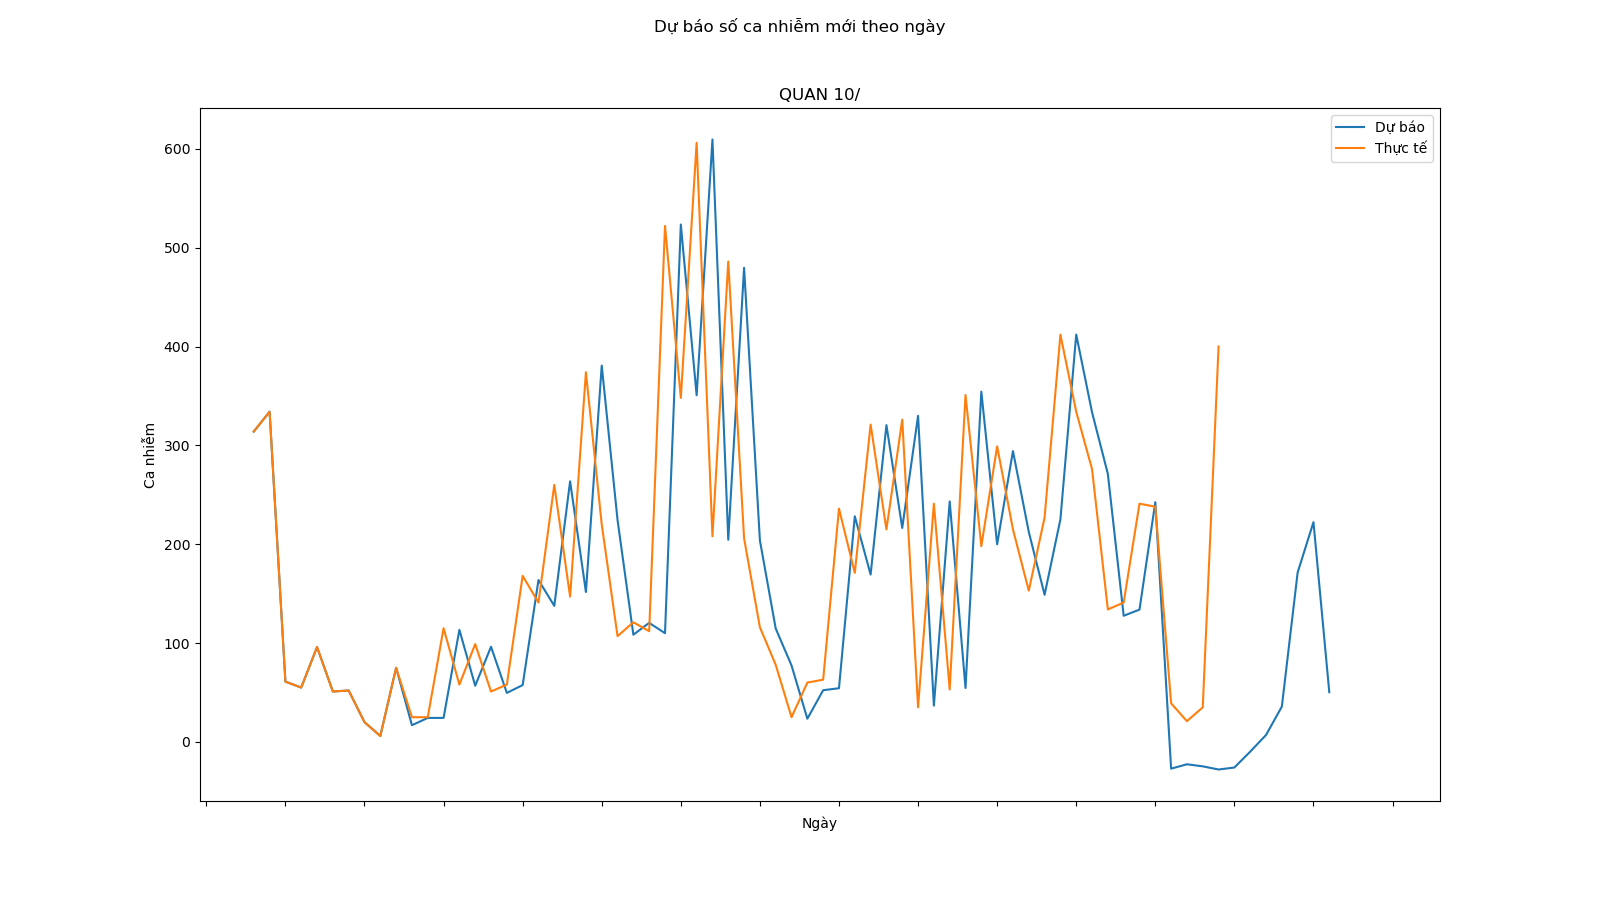 Dự báo số ca nhiễm mới theo ngày
QUAN 10/
Dự báo
Thực tế
600
500
400
300
200
100
0
Ca nhiễm
Ngày